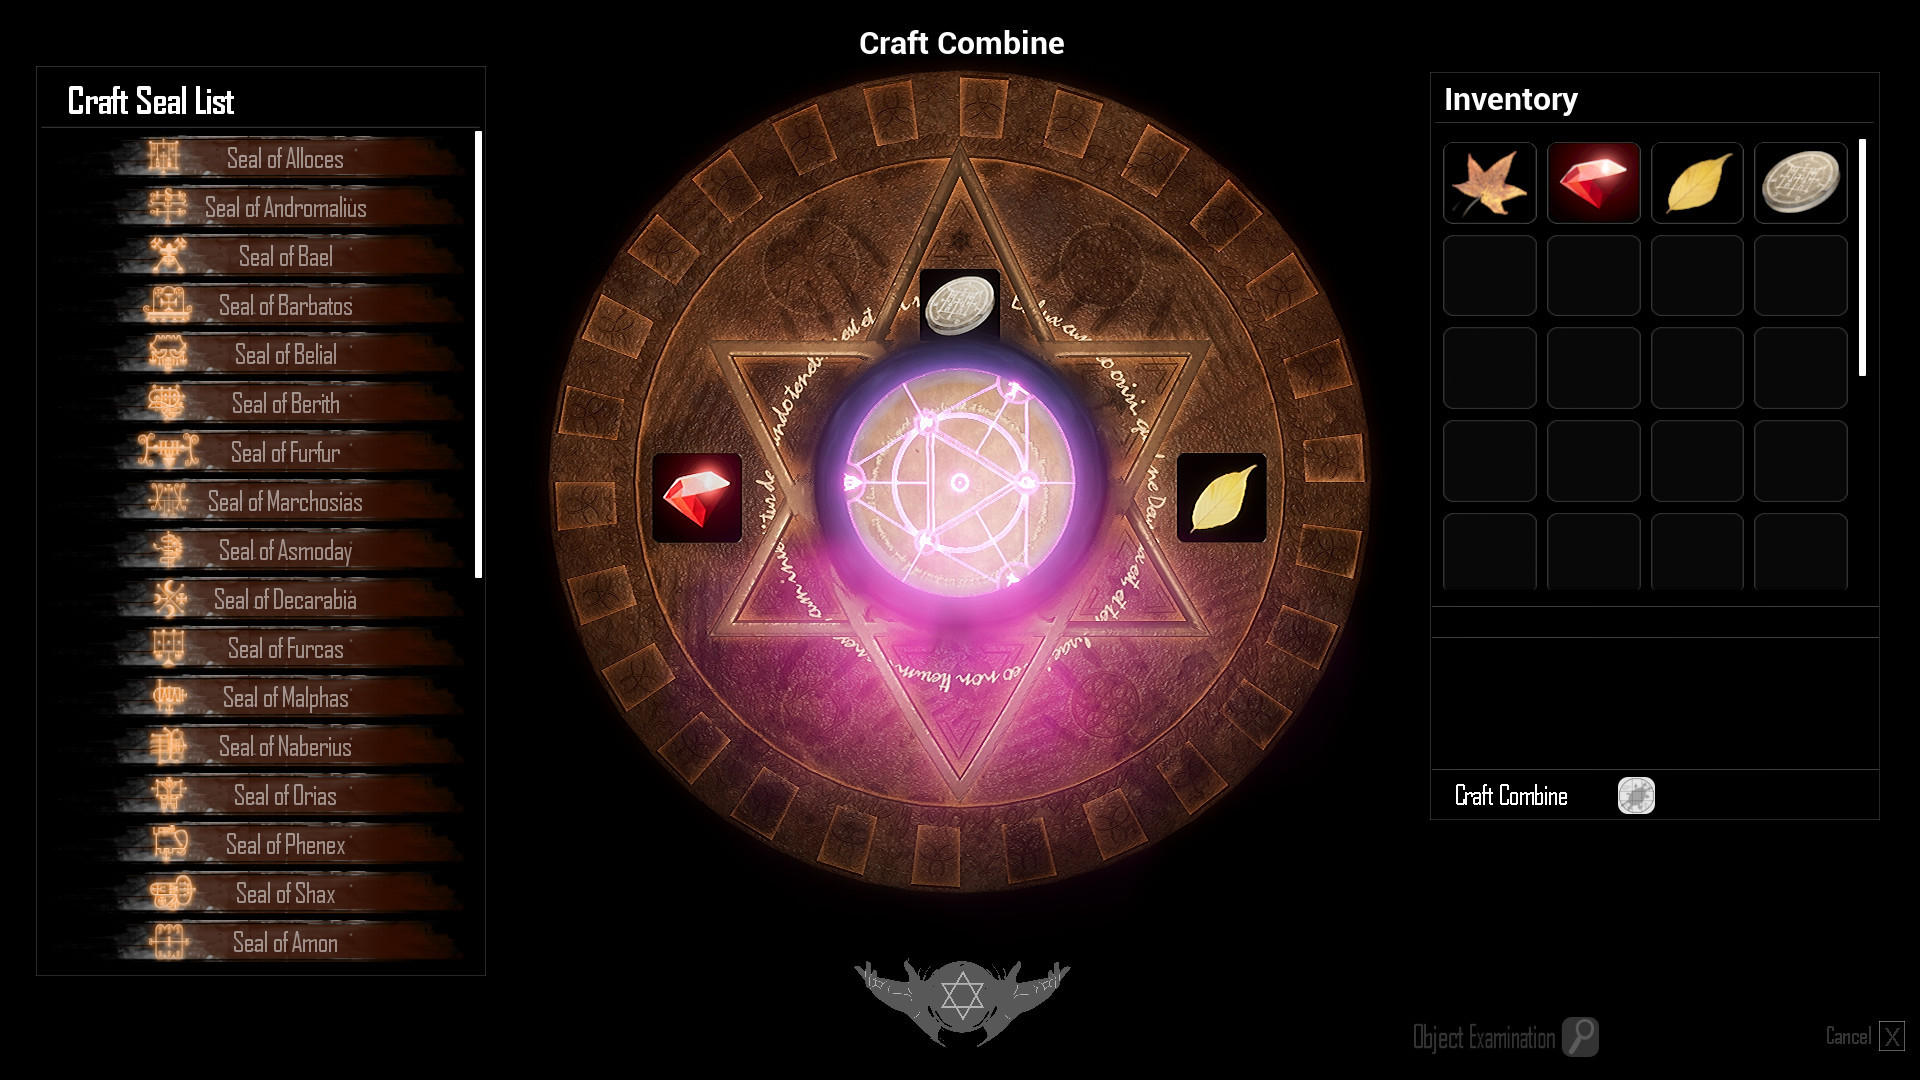 Craft Combine
Craft Seal List
Seal of Alloces
Seal of Andromalius
Seal of Bael
Seal of Barbatos
Seal of Belial
Seal of Berith
Seal of Furfur
Seal of Marchosias
Seal of Asmoday
Seal of Decarabia
Seal of Furcas
Seal of Malphas
Seal of Naberius
Seal of Orias
Seal of Phenex
Seal of Shax
Seal of Amon
Inventory
Craft Combine
Object Examination
Cancel X